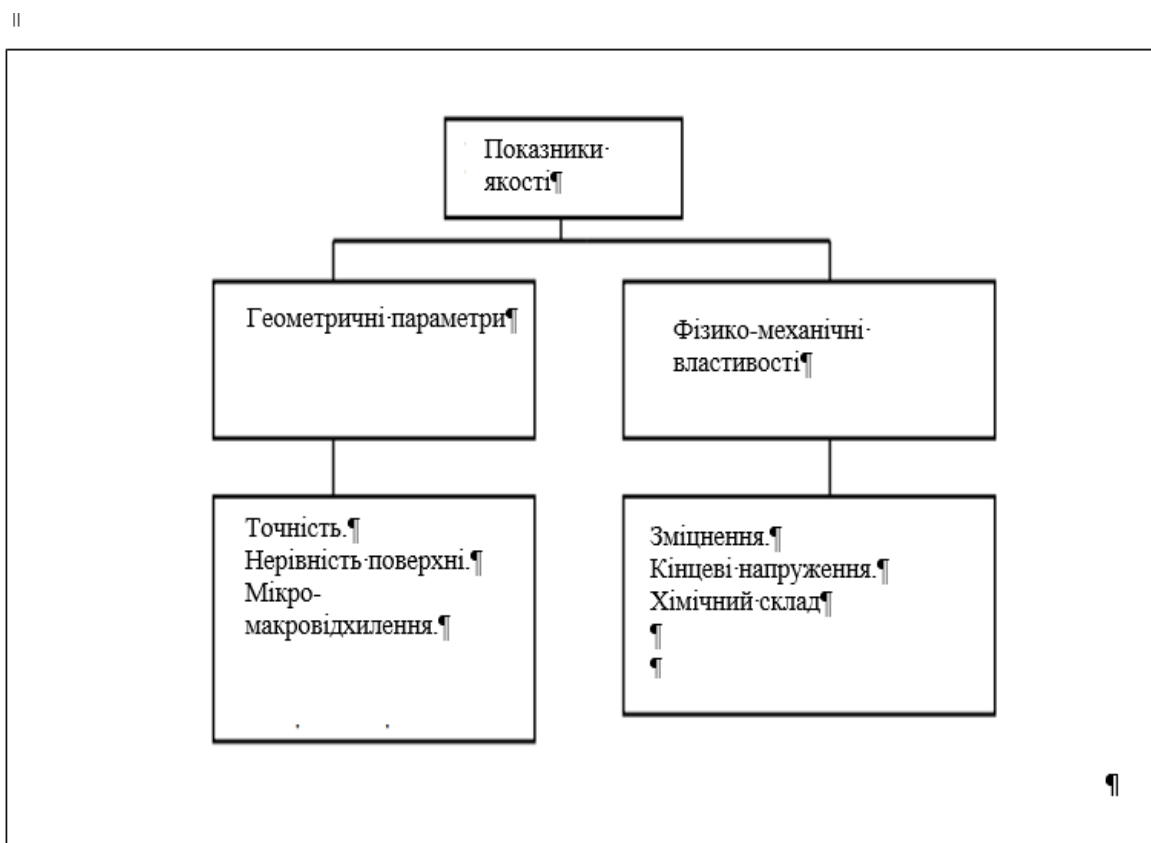 Показники·
якості¶
Геометричні·параметри¶
Фізико-механічні·
властивості¶
Точність.¶
Нерівність·поверхні.¶
Мікро-
макровідхилення.¶
Зміцнення.¶
Кінцеві·напруження.¶
Хімічний·склад¶
¶
¶
¶